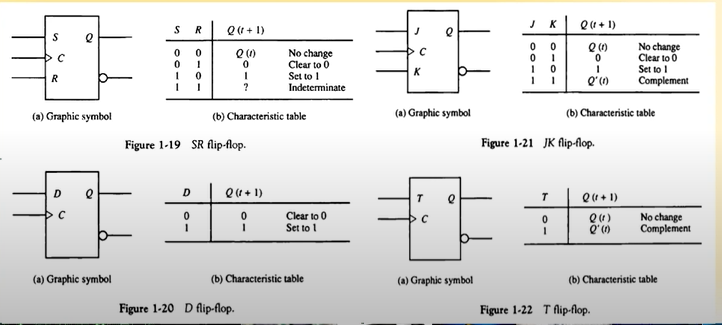 S Q
C
R
S R Q (t + 1)
0 0 Q (t) No change
0 1 0 Clear to 0
1 0 1 Set to 1
1 1 ? Indeterminate
(a) Graphic symbol (b) Characteristic table
Figure 1-19 SR flip-flop.
J Q
C
K
J K Q (t + 1)
0 0 Q (t) No change
0 1 0 Clear to 0
1 0 1 Set to 1
1 1 Q' (t) Complement
(a) Graphic symbol (b) Characteristic table
Figure 1-21 JK flip-flop.
D Q
C
D Q (t + 1)
0 0 Clear to 0
1 1 Set to 1
(a) Graphic symbol (b) Characteristic table
Figure 1-20 D flip-flop.
T Q
C
T Q (t + 1)
0 Q (t) No change
1 Q' (t) Complement
(a) Graphic symbol (b) Characteristic table
Figure 1-22 T flip-flop.